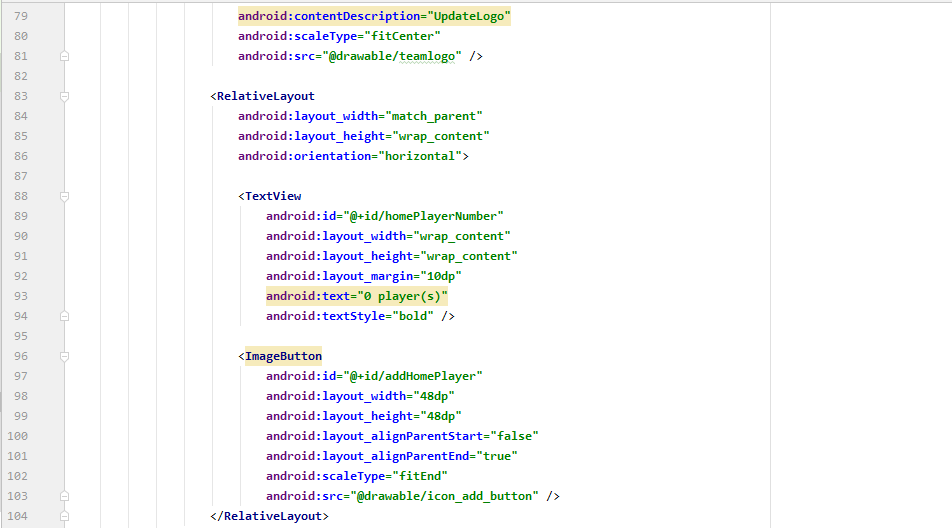 79 android:contentDescription="UpdateLogo"
80 android:scaleType="fitCenter"
81 android:src="@drawable/teamlogo" />
82
83 <RelativeLayout
84 android:layout_width="match_parent"
85 android:layout_height="wrap_content"
86 android:orientation="horizontal">
87
88 <TextView
89 android:id="@+id/homePlayerNumber"
90 android:layout_width="wrap_content"
91 android:layout_height="wrap_content"
92 android:layout_margin="10dp"
93 android:text="0 player(s)"
94 android:textStyle="bold" />
95
96 <ImageButton
97 android:id="@+id/addHomePlayer"
98 android:layout_width="48dp"
99 android:layout_height="48dp"
100 android:layout_alignParentStart="false"
101 android:layout_alignParentEnd="true"
102 android:scaleType="fitEnd"
103 android:src="@drawable/icon_add_button" />
104 </RelativeLayout>